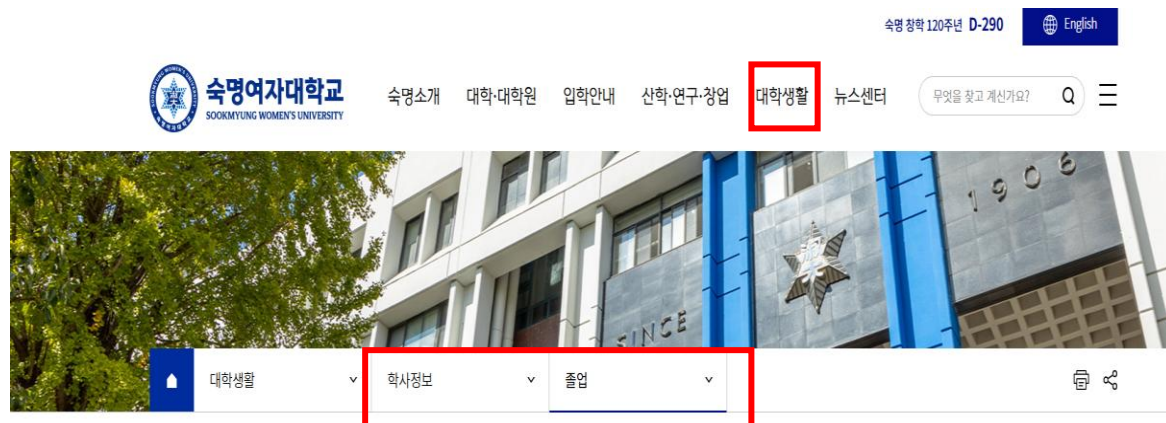 숙명 창학 120주년 D-290 English
숙명여자대학교
SOOKMYUNG WOMEN'S UNIVERSITY
숙명소개 대학·대학원 입학안내 산학·연구·창업 대학생활 뉴스센터 무엇을 찾고 계신가요?
1906
SINCE
대학생활 학사정보 졸업